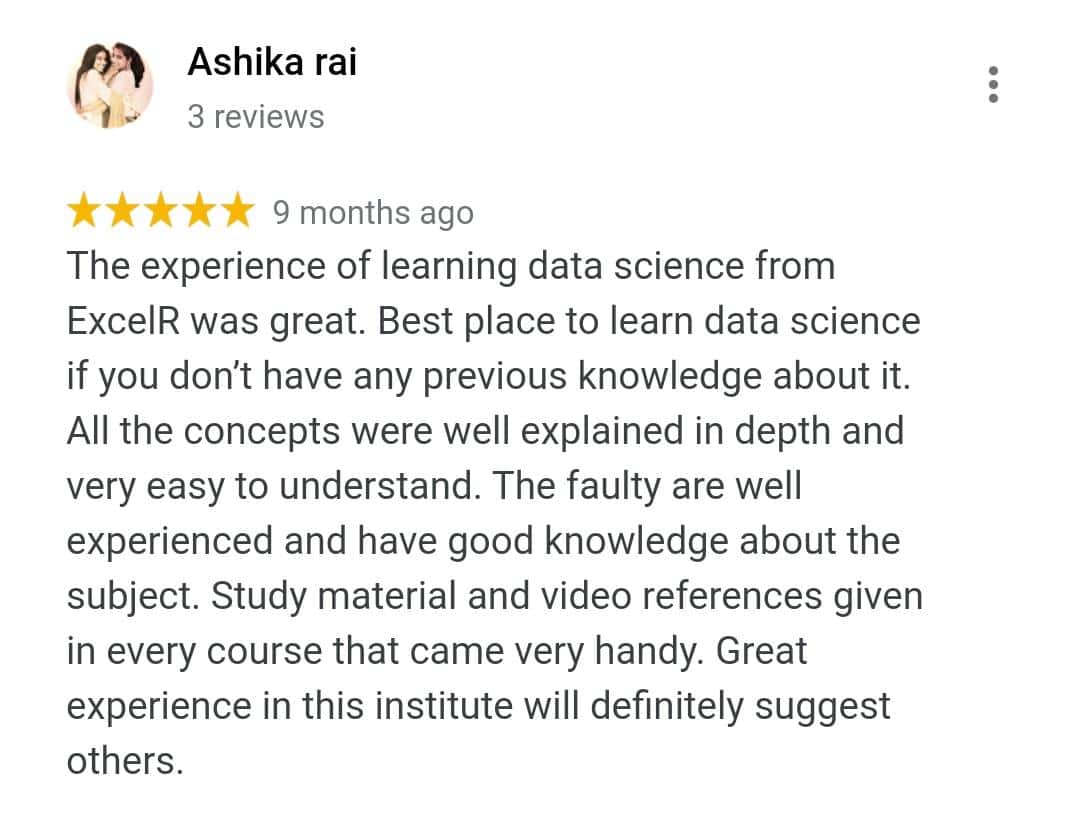 Ashika rai
3 reviews
9 months ago
The experience of learning data science from
ExcelR was great. Best place to learn data science
if you don’t have any previous knowledge about it.
All the concepts were well explained in depth and
very easy to understand. The faulty are well
experienced and have good knowledge about the
subject. Study material and video references given
in every course that came very handy. Great
experience in this institute will definitely suggest
others.